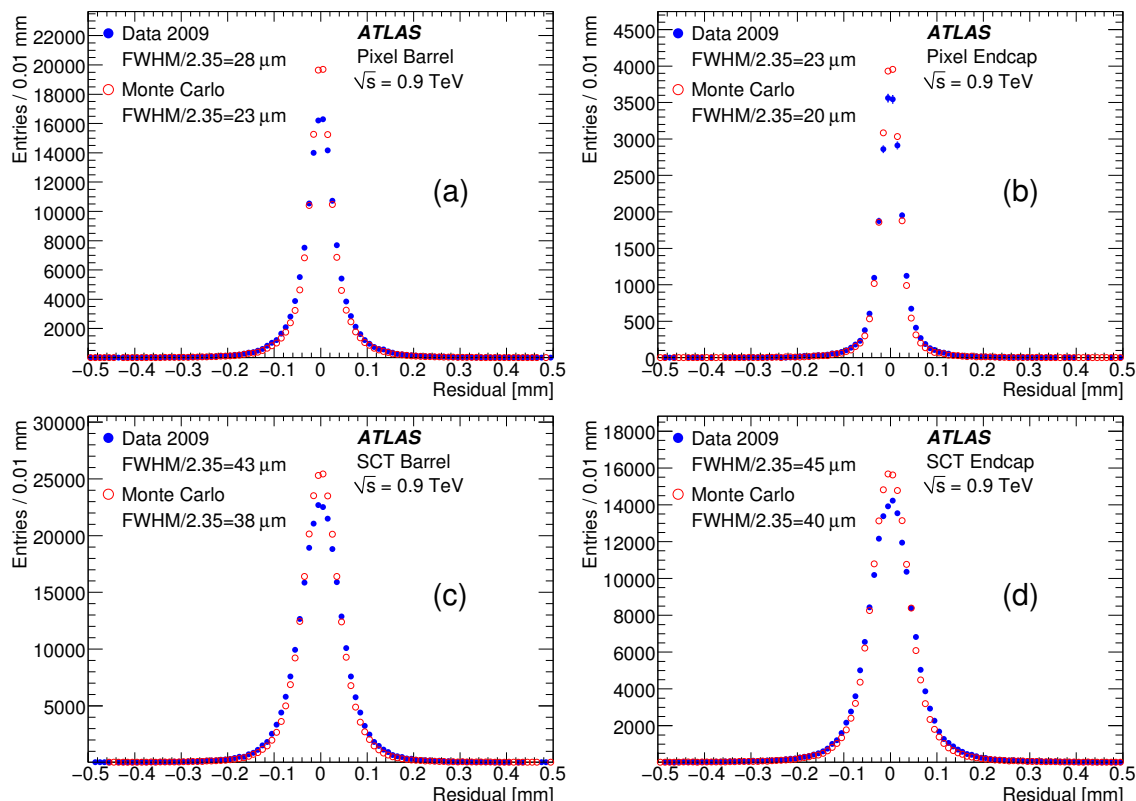 Entries / 0.01 mm
22000
20000
18000
16000
14000
12000
10000
8000
6000
4000
2000
0
Data 2009
FWHM/2.35=28 μm
Monte Carlo
FWHM/2.35=23 μm
ATLAS
Pixel Barrel
√s = 0.9 TeV
(a)
−0.5 −0.4 −0.3 −0.2 −0.1 0 0.1 0.2 0.3 0.4 0.5
Residual [mm]
Entries / 0.01 mm
4500
4000
3500
3000
2500
2000
1500
1000
500
0
Data 2009
FWHM/2.35=23 μm
Monte Carlo
FWHM/2.35=20 μm
ATLAS
Pixel Endcap
√s = 0.9 TeV
(b)
−0.5 −0.4 −0.3 −0.2 −0.1 0 0.1 0.2 0.3 0.4 0.5
Residual [mm]
Entries / 0.01 mm
30000
25000
20000
15000
10000
5000
0
Data 2009
FWHM/2.35=43 μm
Monte Carlo
FWHM/2.35=38 μm
ATLAS
SCT Barrel
√s = 0.9 TeV
(c)
−0.5 −0.4 −0.3 −0.2 −0.1 0 0.1 0.2 0.3 0.4 0.5
Residual [mm]
Entries / 0.01 mm
18000
16000
14000
12000
10000
8000
6000
4000
2000
0
Data 2009
FWHM/2.35=45 μm
Monte Carlo
FWHM/2.35=40 μm
ATLAS
SCT Endcap
√s = 0.9 TeV
(d)
−0.5 −0.4 −0.3 −0.2 −0.1 0 0.1 0.2 0.3 0.4 0.5
Residual [mm]